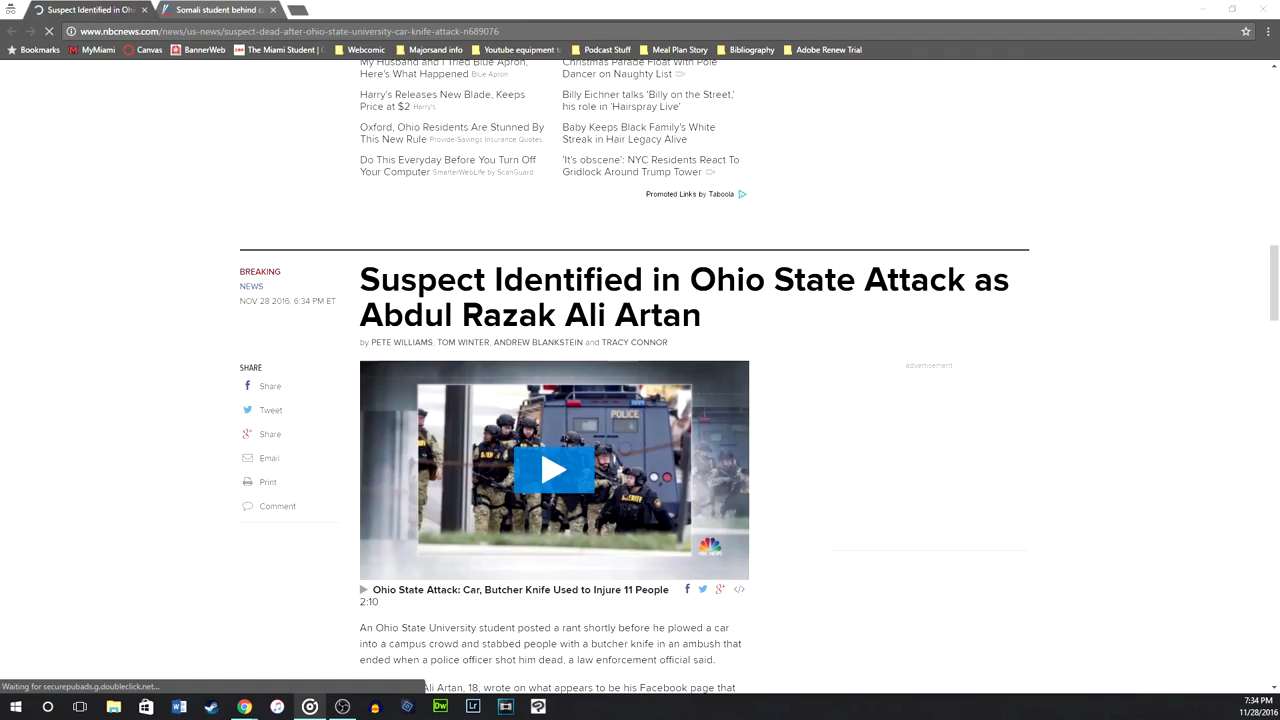 Suspect Identified in Oh
Somali student behind c
www.nbcnews.com/news/us-news/suspect-dead-after-ohio-state-university-car-knife-attack-n689076
Bookmarks MyMiami Canvas BannerWeb The Miami Student | Webcomic Majorsand info Youtube equipment Podcast Stuff Meal Plan Story Bibliography Adobe Renew Trial
My Husband and I Tried Blue Apron,
Here's What Happened Blue Apron
Harry's Releases New Blade, Keeps
Price at $2 Harry's
Oxford, Ohio Residents Are Stunned By
This New Rule Provide-Savings Insurance Quotes
Do This Everyday Before You Turn Off
Your Computer SmarterWebLife by ScanGuard
Christmas Parade Float With Pole
Dancer on Naughty List
Billy Eichner talks 'Billy on the Street,'
his role in 'Hairspray Live'
Baby Keeps Black Family's White
Streak in Hair Legacy Alive
'It's obscene': NYC Residents React To
Gridlock Around Trump Tower
Promoted Links by Taboola
BREAKING
NEWS
NOV 28 2016, 6:34 PM ET
Suspect Identified in Ohio State Attack as
Abdul Razak Ali Artan
by PETE WILLIAMS, TOM WINTER, ANDREW BLANKSTEIN and TRACY CONNOR
SHARE
Share
Tweet
Share
Email
Print
Comment
advertisement
POLICE
SHERIFF
NBC NEWS
Ohio State Attack: Car, Butcher Knife Used to Injure 11 People
2:10
An Ohio State University student posted a rant shortly before he plowed a car
into a campus crowd and stabbed people with a butcher knife in an ambush that
ended when a police officer shot him dead, a law enforcement official said.
Ali Artan, 18, wrote on what appears to be his Facebook page that
Waiting for securepubads.g.doubleclick.net...
Dw
Lr
7:34 PM
11/28/2016